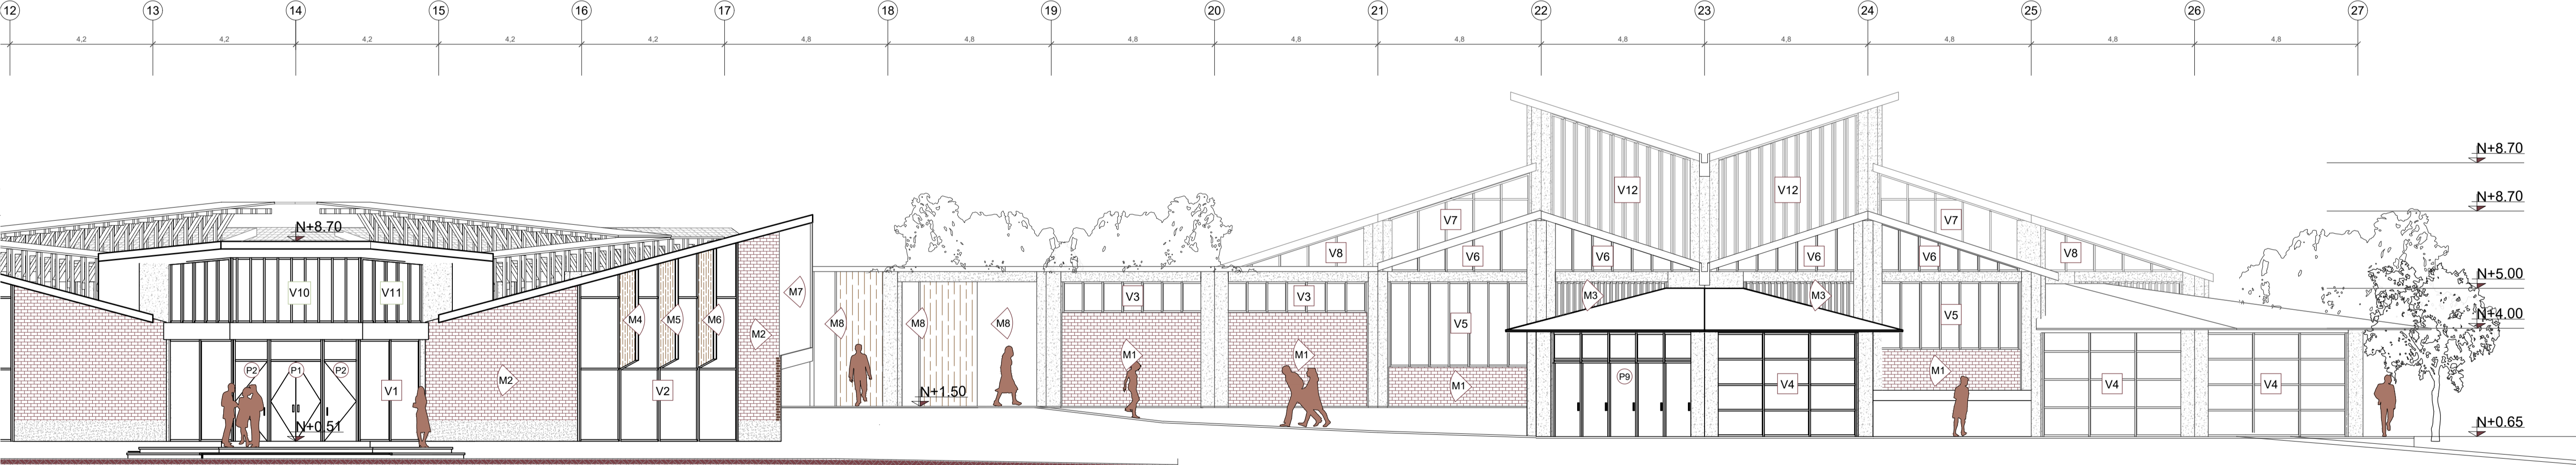 12 13 14 15 16 17 18 19 20 21 22 23 24 25 26 27
4,2 4,2 4,2 4,2 4,2 4,8 4,8 4,8 4,8 4,8 4,8 4,8 4,8 4,8 4,8
N+8.70
N+8.70
V12 V12
V7 V7
N+8.70
V8 V6 V6 V6 V6 V8
N+5.00
V10 V11 M7 V3 V3 M3 M3
N+4.00
M4 M5 M6 M2 M8 M8 M8 V5 V5
M1 M1
P2 P1 P2 M2 V1 V2 N+1.50 M1 P9 V4 M1 V4 V4
N+0.51
N+0.65